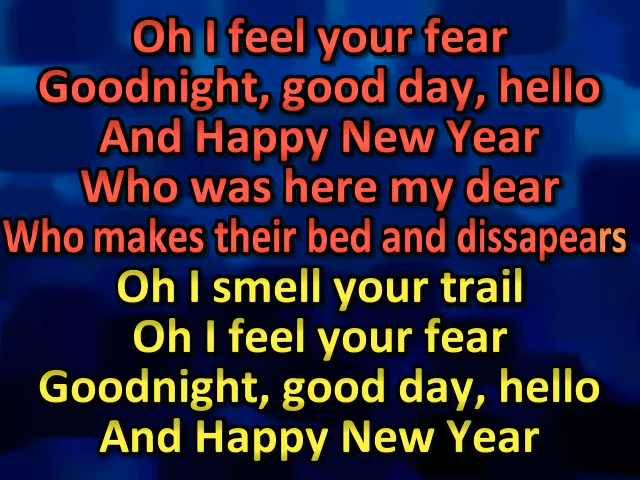 Oh I feel your fear
Goodnight, good day, hello
And Happy New Year
Who was here my dear
Who makes their bed and dissapears
Oh I smell your trail
Oh I feel your fear
Goodnight, good day, hello
And Happy New Year